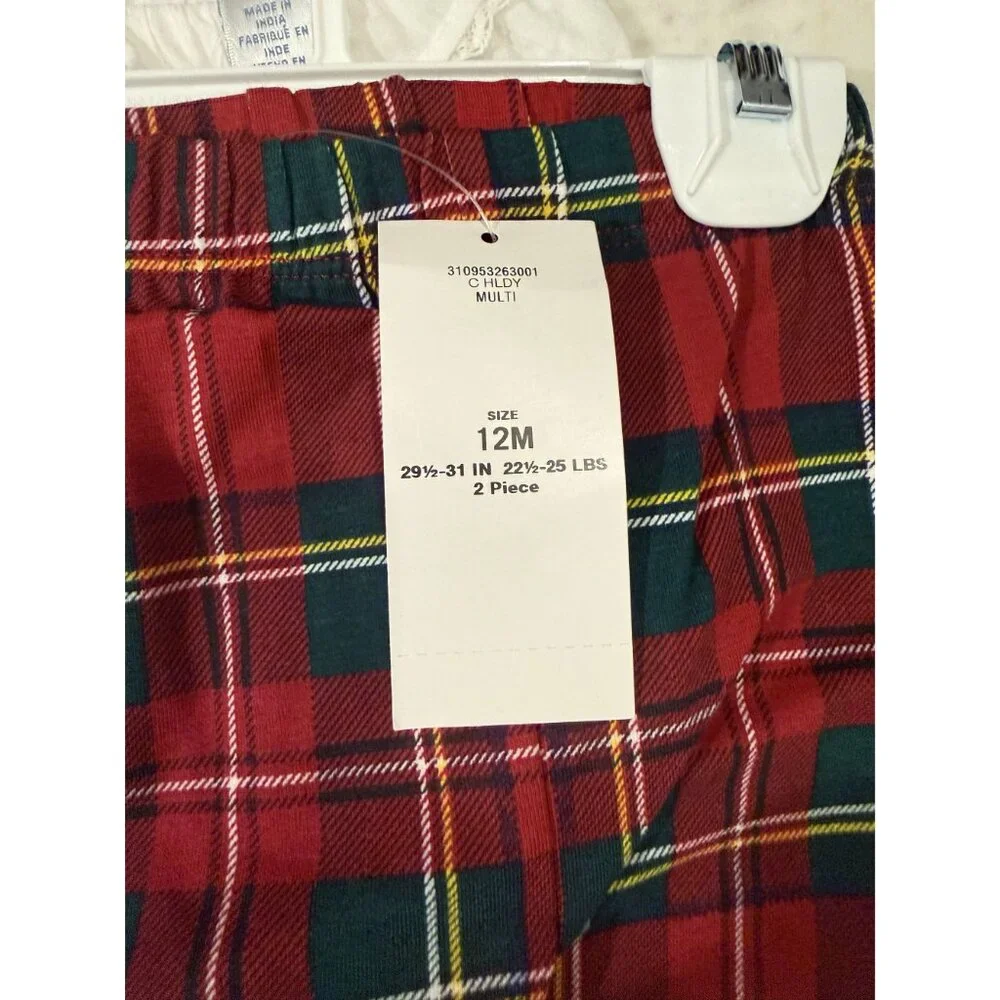 MADE IN
INDIA
FABRIQUÉ EN
INDE
310953263001
C HLDY
MULTI
SIZE
12M
29½-31 IN 22½-25 LBS
2 Piece